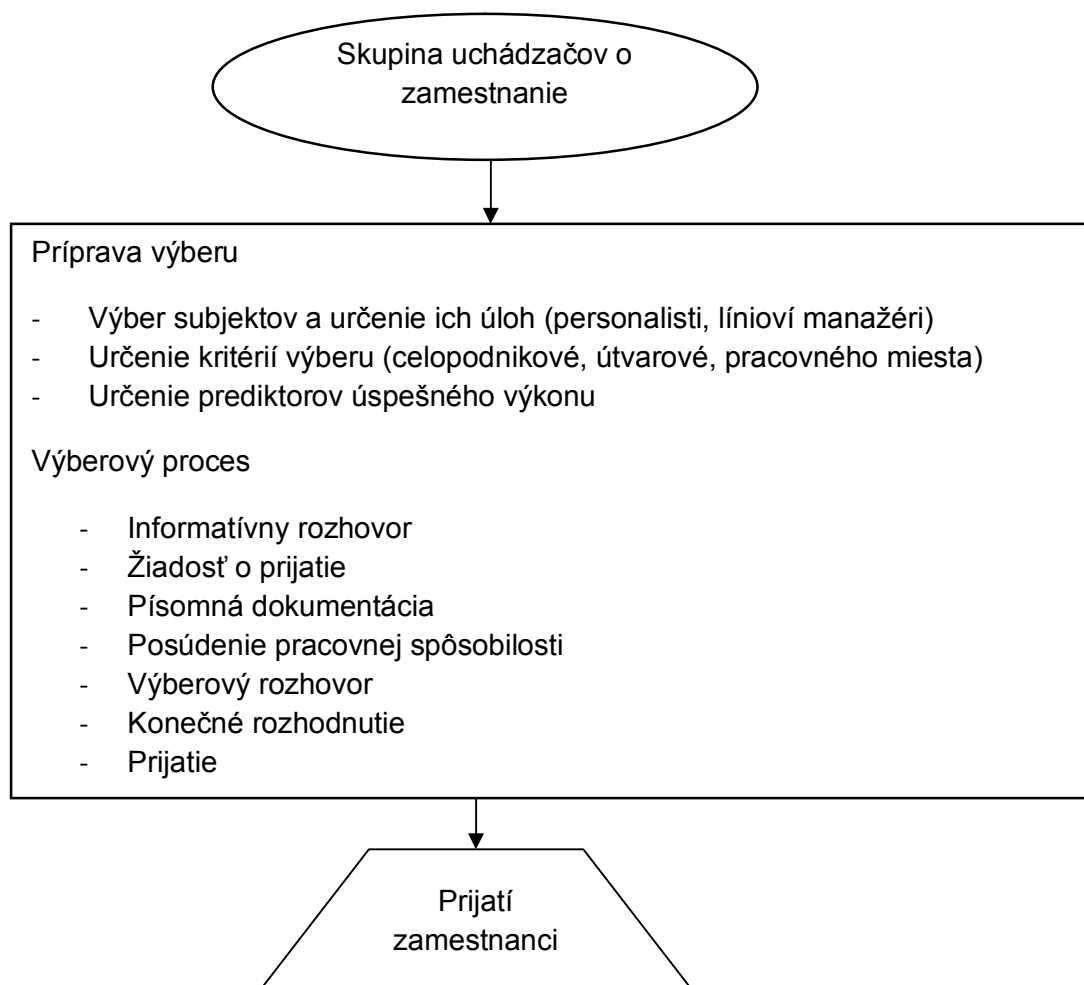 Skupina uchádzačov o
zamestnanie
Príprava výberu
- Výber subjektov a určenie ich úloh (personalisti, línioví manažéri)
- Určenie kritérií výberu (celopodnikové, útvarové, pracovného miesta)
- Určenie prediktorov úspešného výkonu
Výberový proces
- Informatívny rozhovor
- Žiadosť o prijatie
- Písomná dokumentácia
- Posúdenie pracovnej spôsobilosti
- Výberový rozhovor
- Konečné rozhodnutie
- Prijatie
Prijatí
zamestnanci